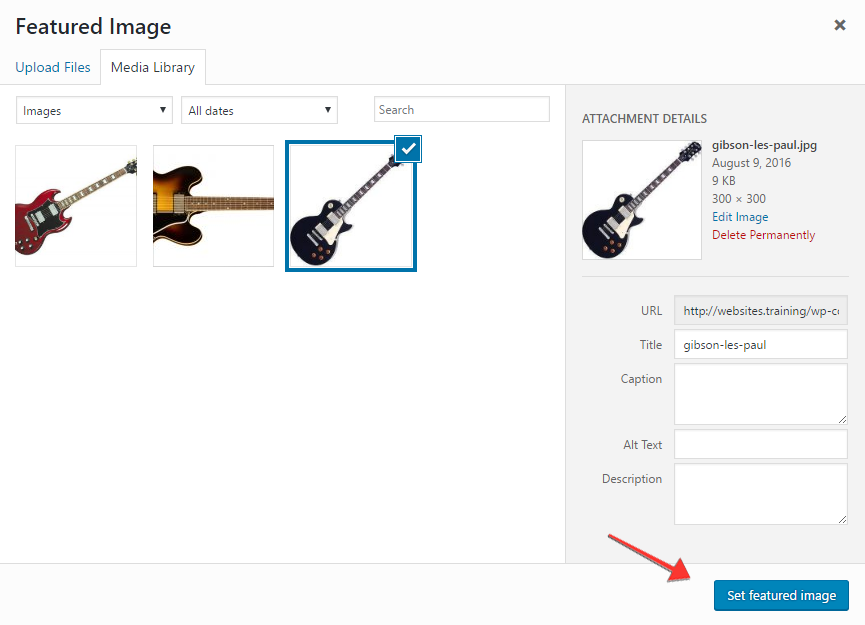 Featured Image
×
Upload Files
Media Library
Images
All dates
Search
ATTACHMENT DETAILS
gibson-les-paul.jpg
August 9, 2016
9 KB
300 × 300
Edit Image
Delete Permanently
URL http://websites.training/wp-c
Title gibson-les-paul
Caption
Alt Text
Description
Set featured image